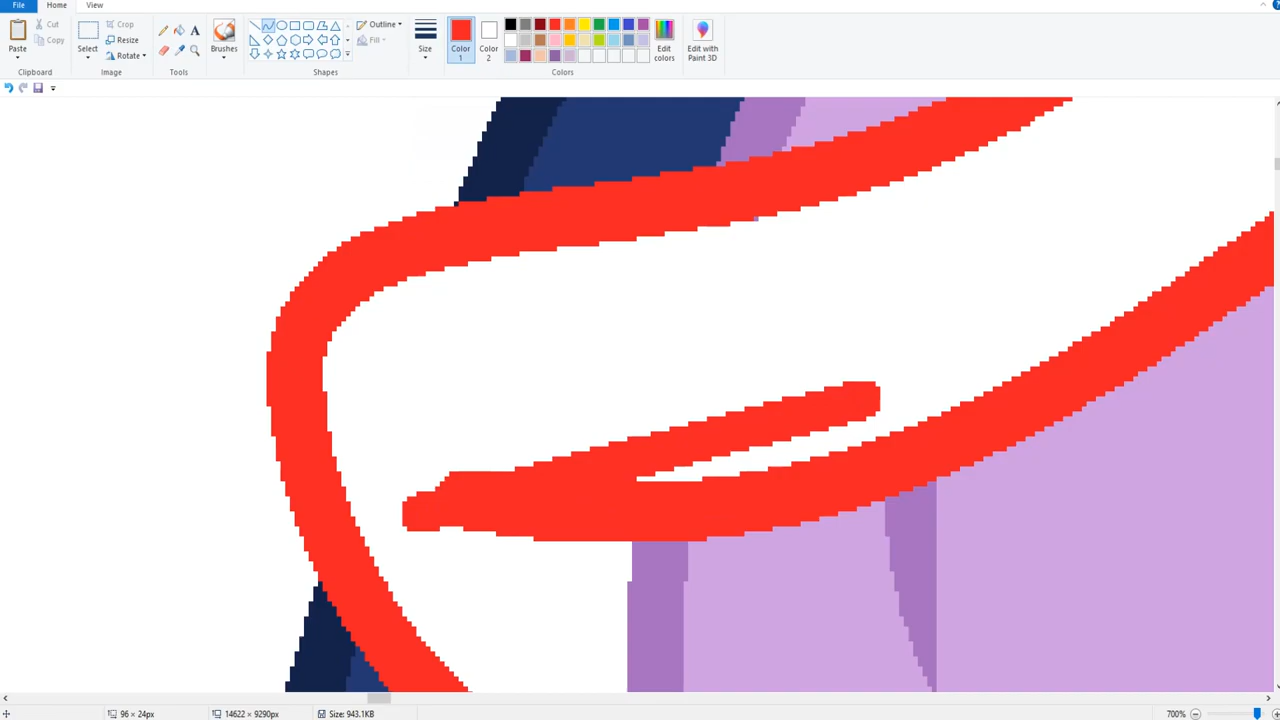 File Home View
Paste Cut Copy Clipboard
Select Crop Resize Rotate Image
A Tools
Brushes
Outline Fill Shapes
Size
Color 1 Color 2 Edit colors Colors
Edit with Paint 3D
96 × 24px 14622 × 9290px Size: 943.1KB 700%